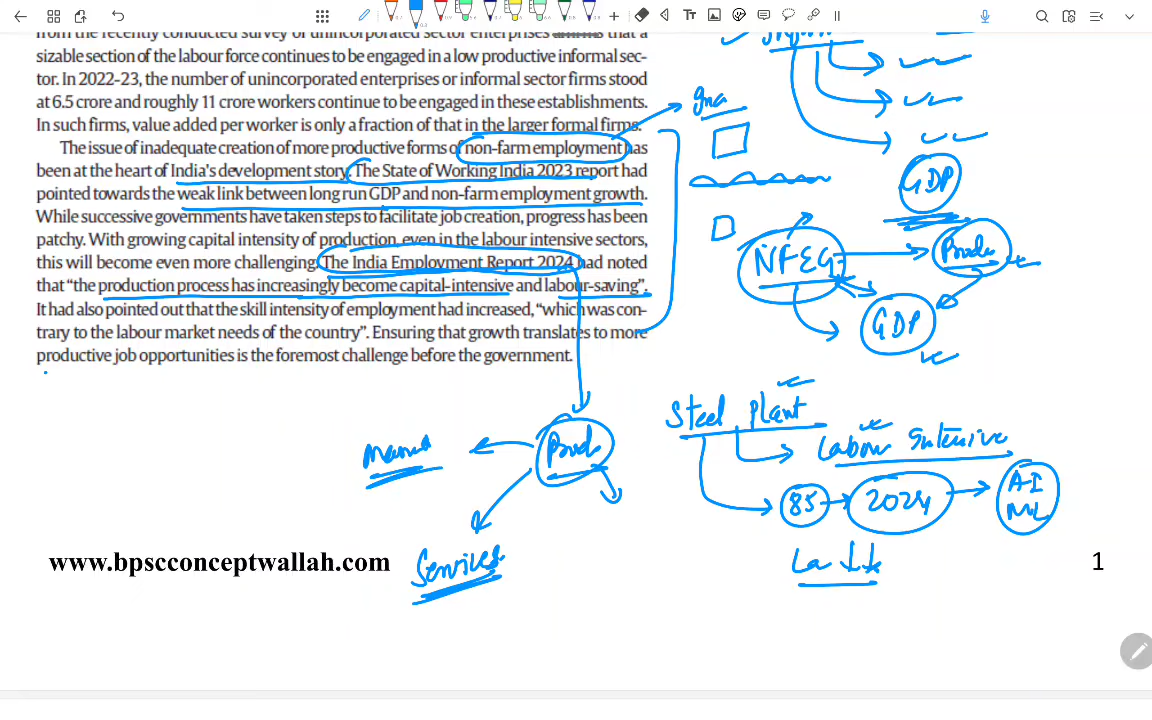 from the recently conducted survey of unincorporated sector enterprises affirms that a
sizable section of the labour force continues to be engaged in a low productive informal sec-
tor. In 2022-23, the number of unincorporated enterprises or informal sector firms stood
at 6.5 crore and roughly 11 crore workers continue to be engaged in these establishments.
In such firms, value added per worker is only a fraction of that in the larger formal firms.
The issue of inadequate creation of more productive forms of non-farm employment has
been at the heart of India's development story. The State of Working India 2023 report had
pointed towards the weak link between long run GDP and non-farm employment growth.
While successive governments have taken steps to facilitate job creation, progress has been
patchy. With growing capital intensity of production, even in the labour intensive sectors,
this will become even more challenging. The India Employment Report 2024 had noted
that “the production process has increasingly become capital-intensive and labour-saving”.
It had also pointed out that the skill intensity of employment had increased, “which was con-
trary to the labour market needs of the country”. Ensuring that growth translates to more
productive job opportunities is the foremost challenge before the government.
GDP
NFEG
Prodn
GDP
Steel Plant
Labour Intensive
85
2024
AI
ML
Prodn
Services
www.bpscconceptwallah.com
1